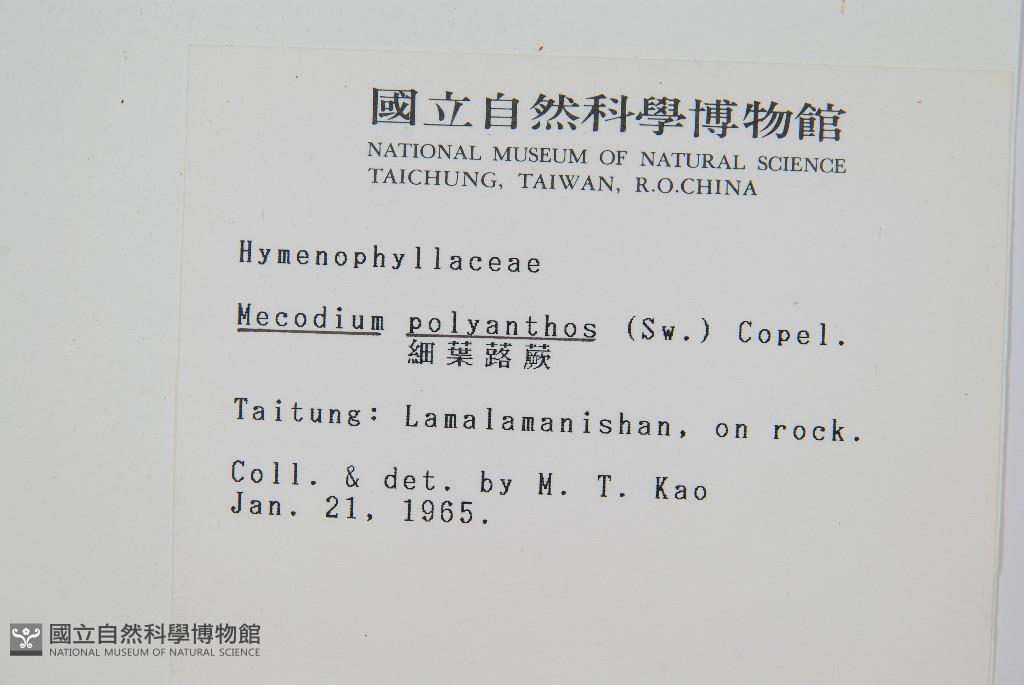 國立自然科學博物館
NATIONAL MUSEUM OF NATURAL SCIENCE
TAICHUNG, TAIWAN, R.O.CHINA
Hymenophyllaceae
Mecodium polyanthos (Sw.) Copel.
細葉蕗蕨
Taitung: Lamalamanishan, on rock.
Coll. & det. by M. T. Kao
Jan. 21, 1965.
國立自然科學博物館
NATIONAL MUSEUM OF NATURAL SCIENCE